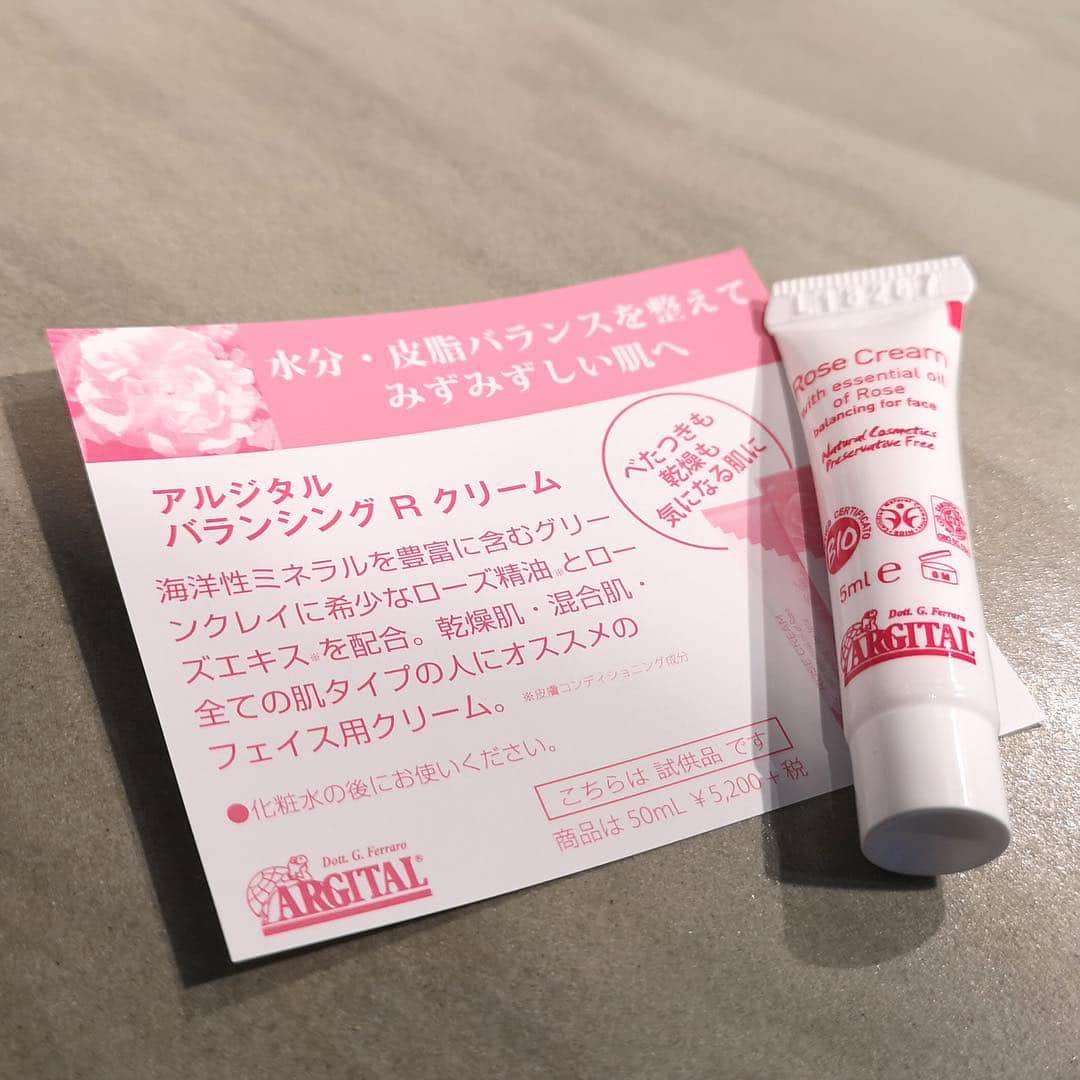 水分・皮脂バランスを整えて
みずみずしい肌へ
べたつきも
乾燥も
気になる肌に
アルジタル
バランシング R クリーム
海洋性ミネラルを豊富に含むグリー
ンクレイに希少なローズ精油※とロー
ズエキス※を配合。乾燥肌・混合肌・
全ての肌タイプの人にオススメの
フェイス用クリーム。
※皮膚コンディショニング成分
●化粧水の後にお使いください。
こちらは 試供品 です
商品は 50mL ¥5,200+税
Dott. G. Ferraro
ARGITAL®
L18267
Rose Cream
with essential oil
of Rose
balancing for face
Natural Cosmetics
Preservative Free
CERTIFICATO
BIO
5ml e
6M
Dott. G. Ferraro
ARGITAL